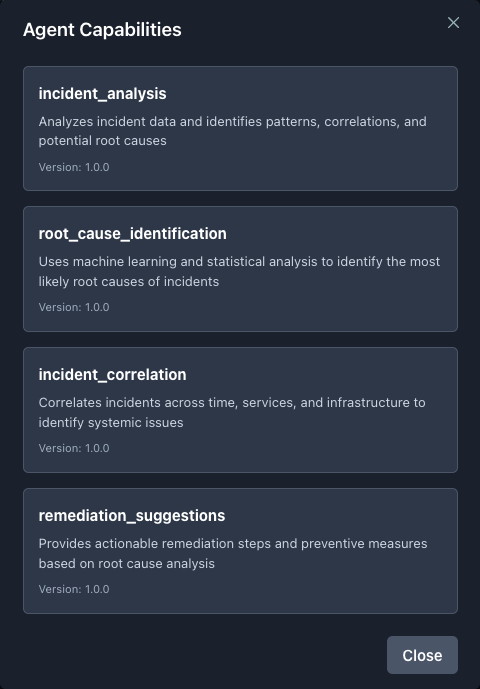 Agent Capabilities
incident_analysis
Analyzes incident data and identifies patterns, correlations, and
potential root causes
Version: 1.0.0
root_cause_identification
Uses machine learning and statistical analysis to identify the most
likely root causes of incidents
Version: 1.0.0
incident_correlation
Correlates incidents across time, services, and infrastructure to
identify systemic issues
Version: 1.0.0
remediation_suggestions
Provides actionable remediation steps and preventive measures
based on root cause analysis
Version: 1.0.0
Close